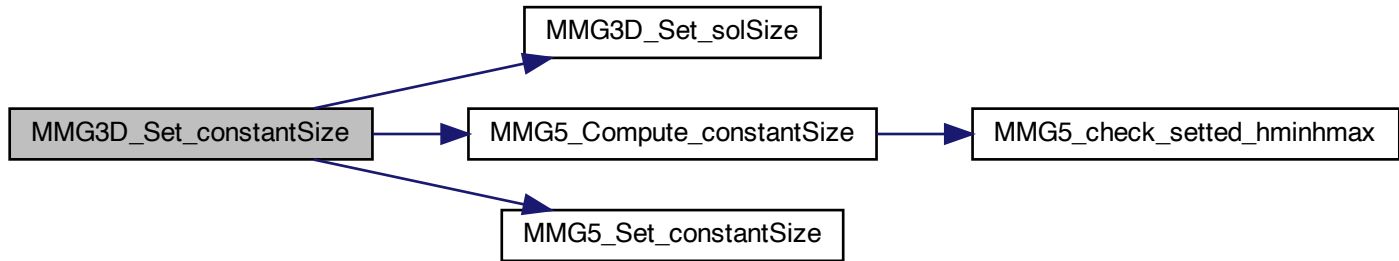 MMG3D_Set_solSize
MMG3D_Set_constantSize
MMG5_Compute_constantSize
MMG5_check_setted_hminhmax
MMG5_Set_constantSize